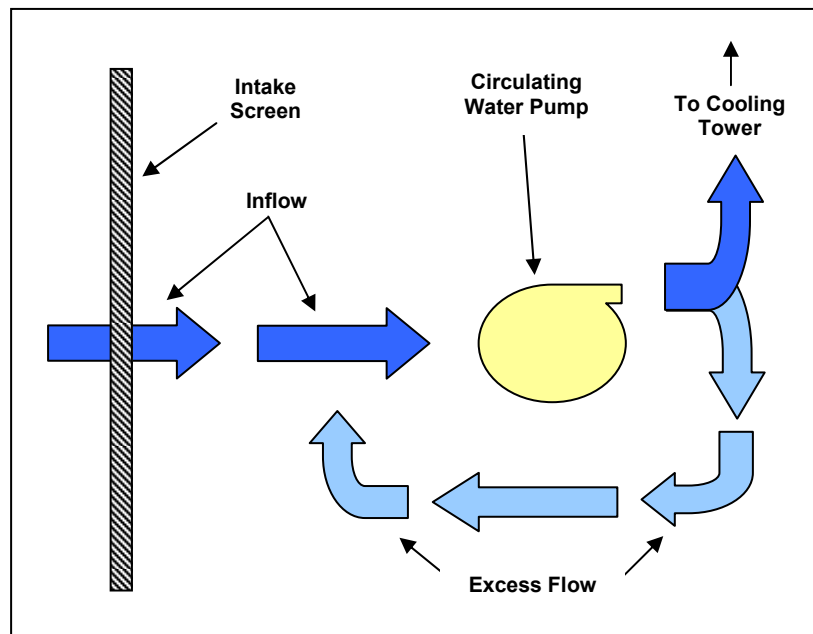 Intake
Screen
Circulating
Water Pump
To Cooling
Tower
Inflow
Excess Flow